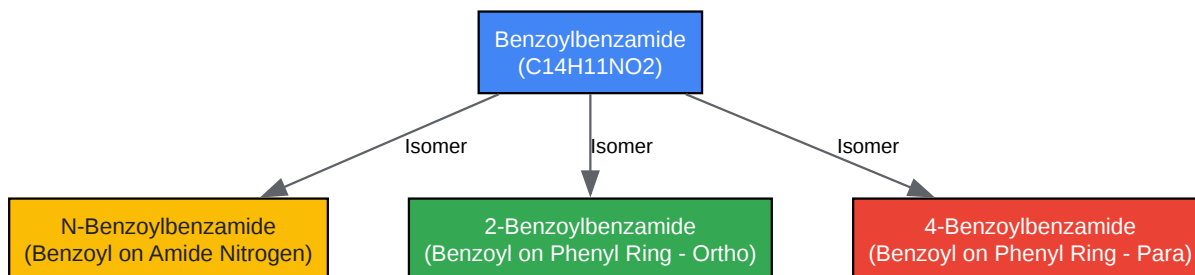 Benzoylbenzamide
(C14H11NO2)
Isomer
Isomer
Isomer
N-Benzoylbenzamide
(Benzoyl on Amide Nitrogen)
2-Benzoylbenzamide
(Benzoyl on Phenyl Ring - Ortho)
4-Benzoylbenzamide
(Benzoyl on Phenyl Ring - Para)